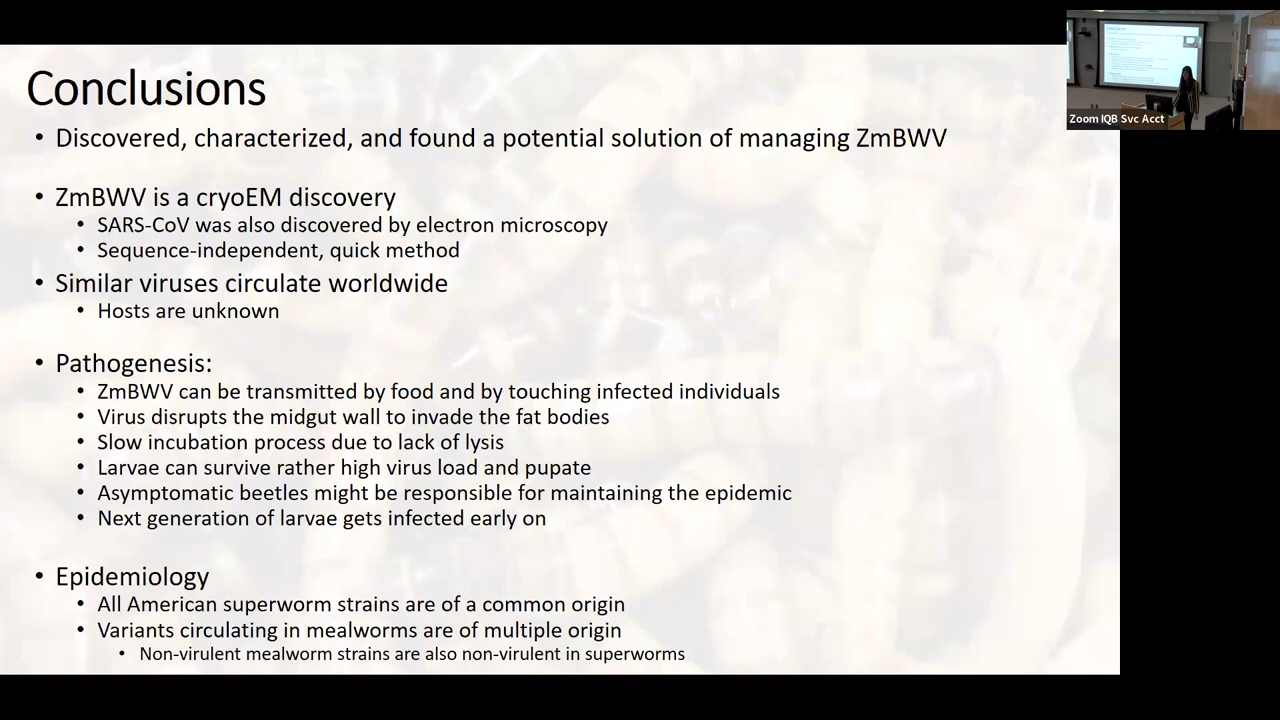 Conclusions
• Discovered, characterized, and found a potential solution of managing ZmBWV
• ZmBWV is a cryoEM discovery
• SARS-CoV was also discovered by electron microscopy
• Sequence-independent, quick method
• Similar viruses circulate worldwide
• Hosts are unknown
• Pathogenesis:
• ZmBWV can be transmitted by food and by touching infected individuals
• Virus disrupts the midgut wall to invade the fat bodies
• Slow incubation process due to lack of lysis
• Larvae can survive rather high virus load and pupate
• Asymptomatic beetles might be responsible for maintaining the epidemic
• Next generation of larvae gets infected early on
• Epidemiology
• All American superworm strains are of a common origin
• Variants circulating in mealworms are of multiple origin
• Non-virulent mealworm strains are also non-virulent in superworms
Zoom IQB Svc Acct